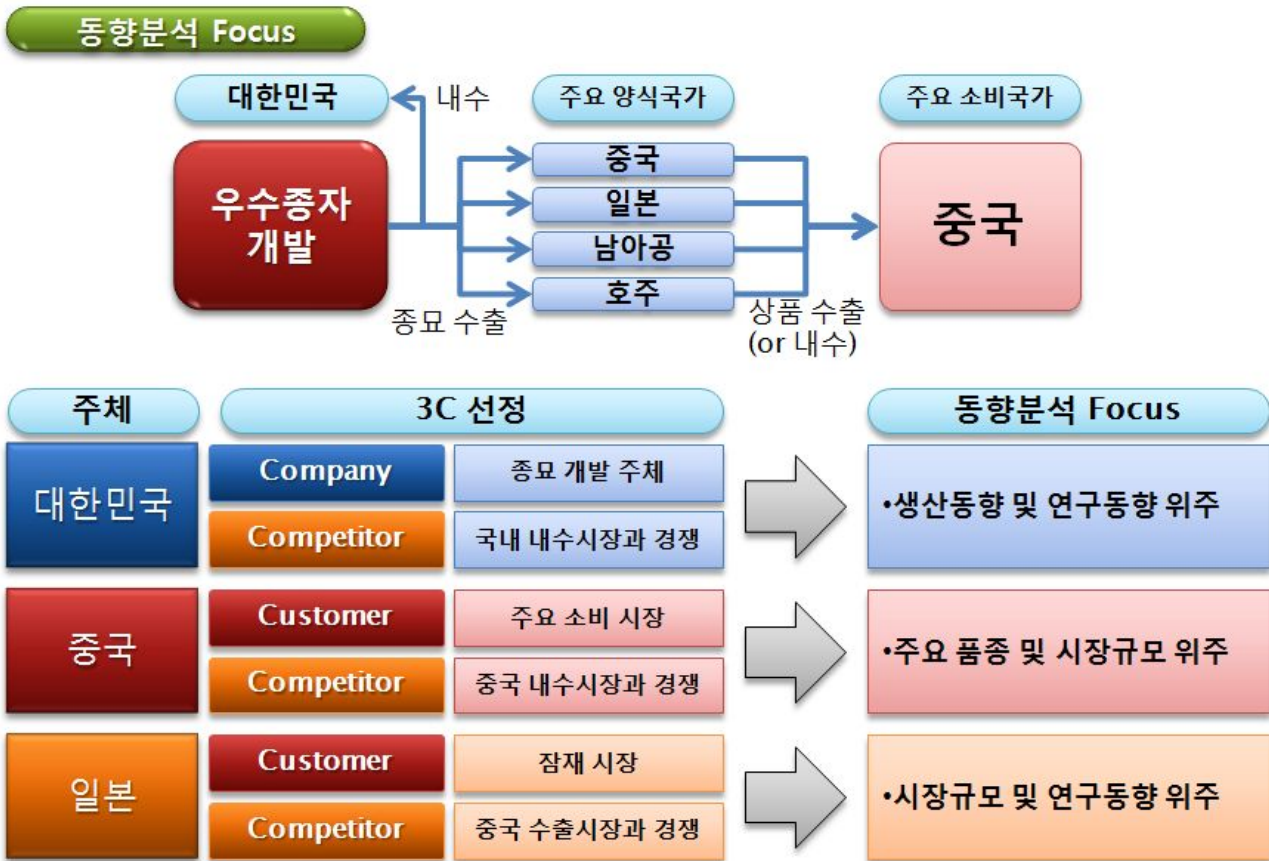 동향분석 Focus
대한민국
내수
주요 양식국가
주요 소비국가
우수종자
개발
중국
일본
남아공
호주
중국
종묘 수출
상품 수출
(or 내수)
주체
3C 선정
동향분석 Focus
대한민국
Company
종묘 개발 주체
Competitor
국내 내수시장과 경쟁
•생산동향 및 연구동향 위주
중국
Customer
주요 소비 시장
Competitor
중국 내수시장과 경쟁
•주요 품종 및 시장규모 위주
일본
Customer
잠재 시장
Competitor
중국 수출시장과 경쟁
•시장규모 및 연구동향 위주